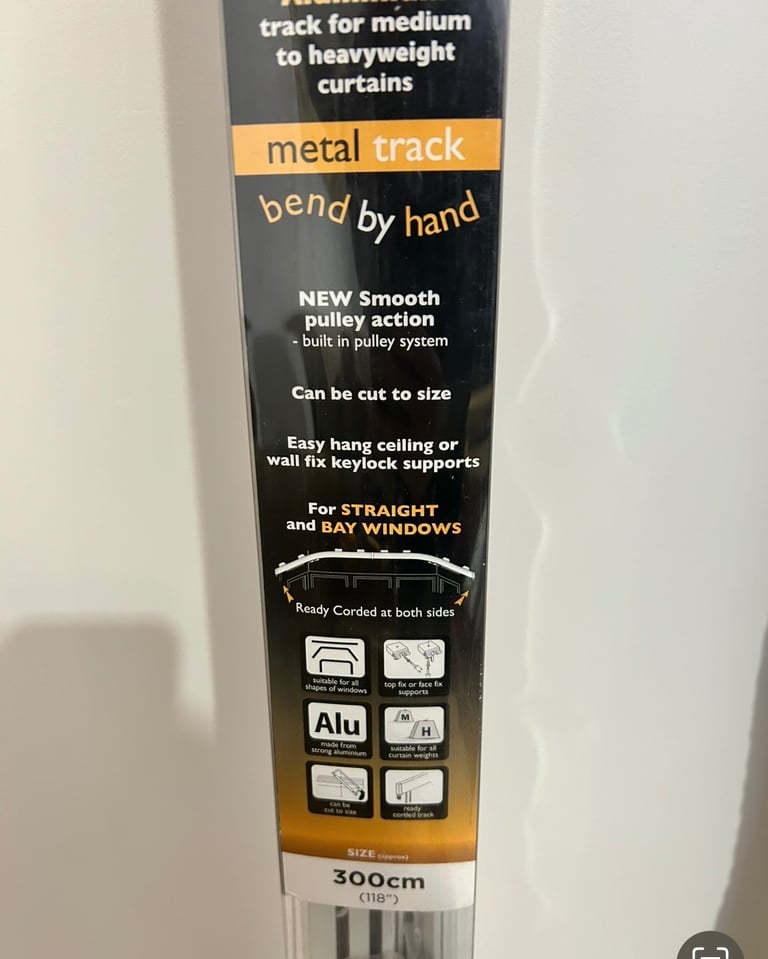 track for medium
to heavyweight
curtains
metal track
bend by hand
NEW Smooth
pulley action
- built in pulley system
Can be cut to size
Easy hang ceiling or
wall fix keylock supports
For STRAIGHT
and BAY WINDOWS
Ready Corded at both sides
suitable for all
shapes of windows
top fix or face fix
supports
Alu
made from
strong aluminium
M
H
suitable for all
curtain weights
can be
cut to size
ready
corded track
SIZE (approx)
300cm
(118")